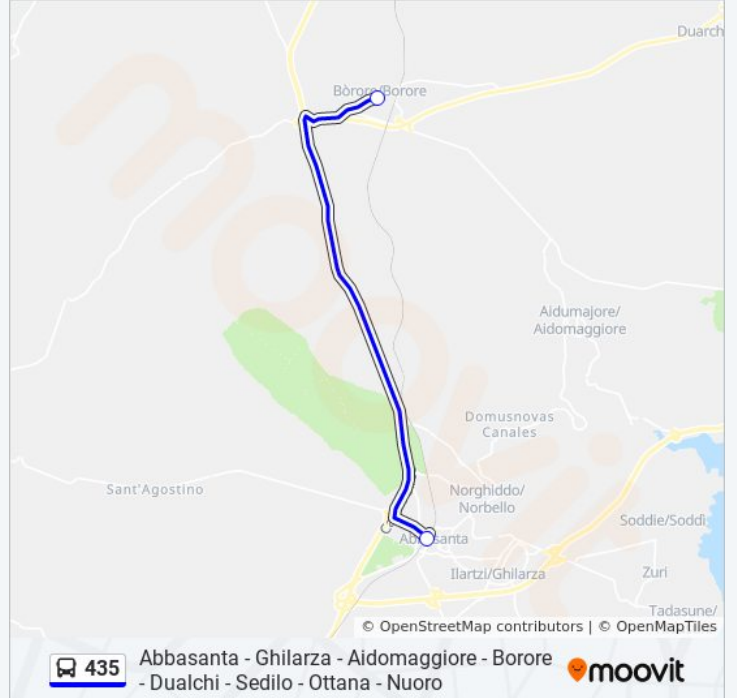 Duarch
Bòrore/Borore
Aidumajore/
Aidomaggiore
Domusnovas
Canales
Sant'Agostino
Norghiddo/
Norbello
Soddie/Soddì
Abbasanta
Ilartzi/Ghilarza
Zuri
Tadasune/
© OpenStreetMap contributors | © OpenMapTiles
435
Abbasanta - Ghilarza - Aidomaggiore - Borore
- Dualchi - Sedilo - Ottana - Nuoro
moovit
moovit